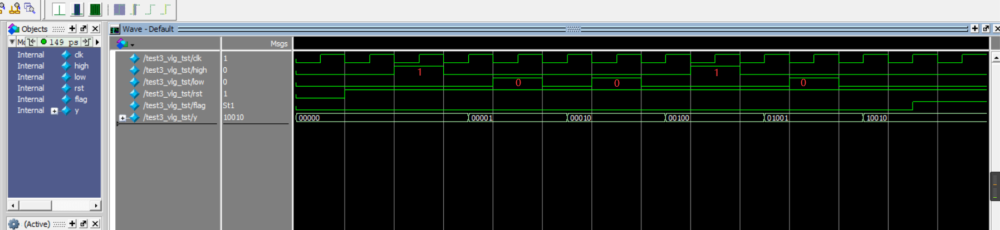 Objects
Wave - Default
Mc 149 ps
Msgs
Internal clk
Internal high
Internal low
Internal rst
Internal flag
Internal y
/test3_vlg_tst/clk 1
/test3_vlg_tst/high 0 1 1
/test3_vlg_tst/low 0 0 0 0
/test3_vlg_tst/rst 1
/test3_vlg_tst/flag St1
/test3_vlg_tst/y 10010 00000 00001 00010 00100 01001 10010
(Active)